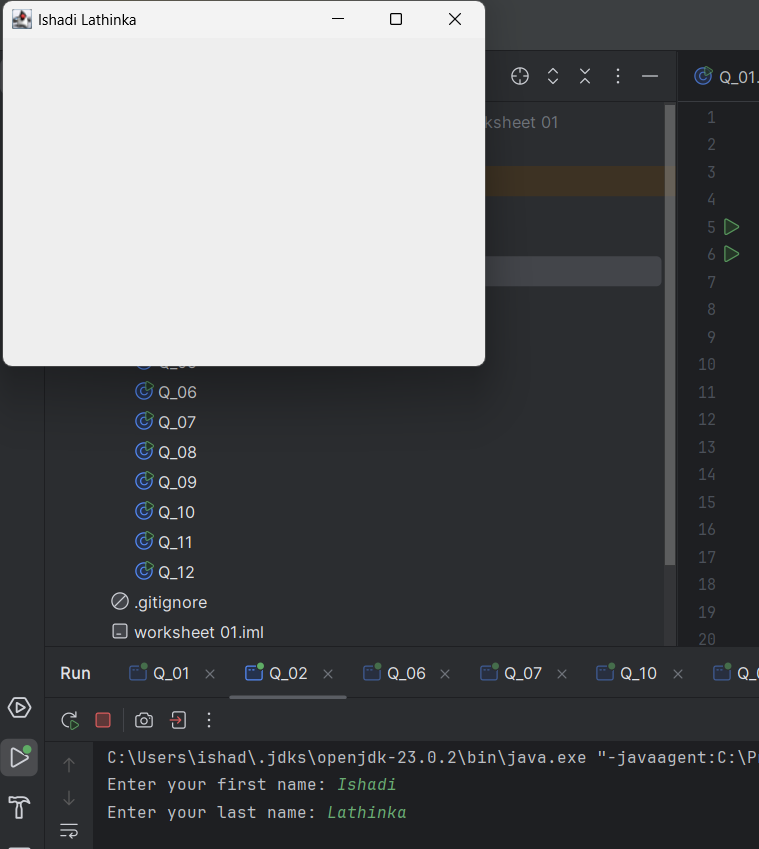 Ishadi Lathinka
Q_01.
ksheet 01
1
2
3
4
5
6
7
8
9
10
11
12
13
14
15
16
17
18
19
20
Q_06
Q_07
Q_08
Q_09
Q_10
Q_11
Q_12
.gitignore
worksheet 01.iml
Run Q_01 Q_02 Q_06 Q_07 Q_10
C:\Users\ishad\.jdks\openjdk-23.0.2\bin\java.exe "-javaagent:C:\P
Enter your first name: Ishadi
Enter your last name: Lathinka